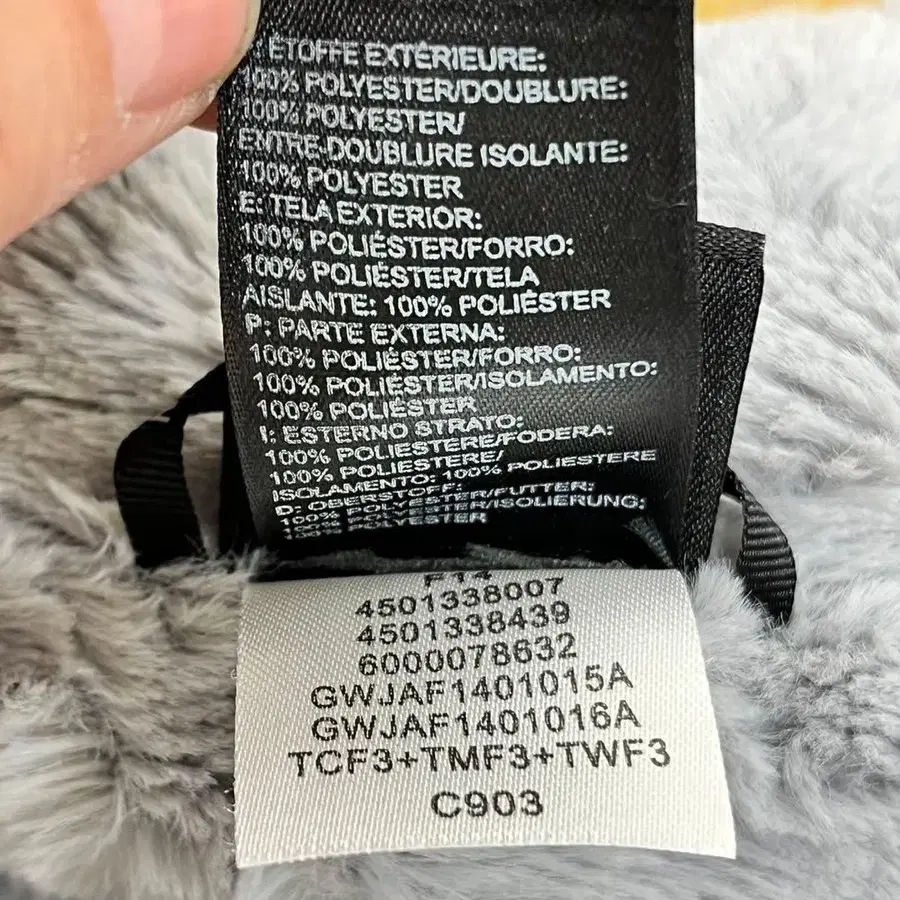 ÉTOFFE EXTÉRIEURE:
100% POLYESTER/DOUBLURE:
100% POLYESTER/
ENTRE-DOUBLURE ISOLANTE:
100% POLYESTER
E: TELA EXTERIOR:
100% POLIÉSTER/FORRO:
100% POLIÉSTER/TELA
AISLANTE: 100% POLIÉSTER
P: PARTE EXTERNA:
100% POLIÉSTER/FORRO:
100% POLIÉSTER/ISOLAMENTO:
100% POLIÉSTER
I: ESTERNO STRATO:
100% POLIESTERE/FODERA:
100% POLIESTERE/
ISOLAMENTO: 100% POLIESTERE
D: OBERSTOFF:
100% POLYESTER/FUTTER:
100% POLYESTER/ISOLIERUNG:
100% POLYESTER
F14
4501338007
4501338439
6000078632
GWJAF1401015A
GWJAF1401016A
TCF3+TMF3+TWF3
C903